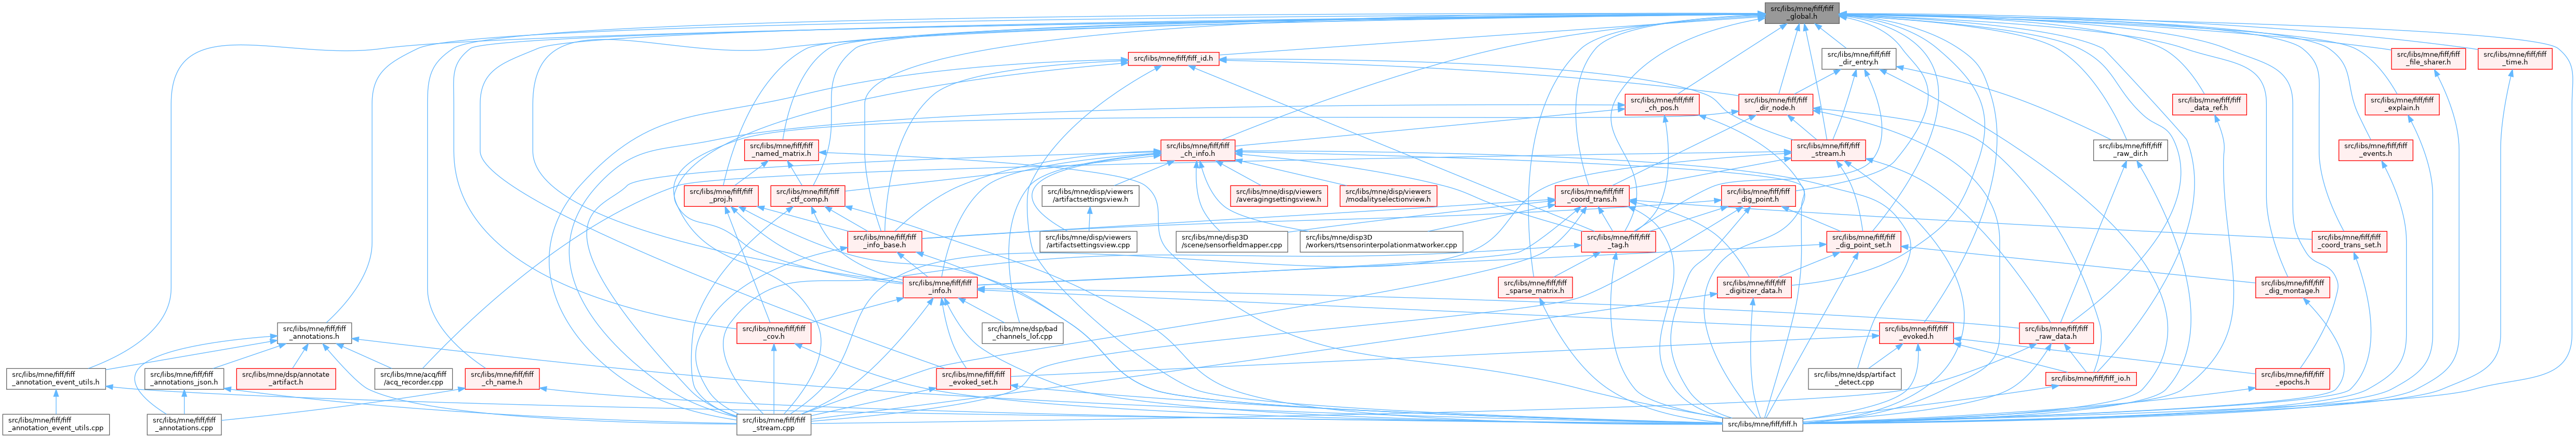 src/libs/mne/fiff/fiff
_global.h
src/libs/mne/fiff/fiff_id.h
src/libs/mne/fiff/fiff
_dir_entry.h
src/libs/mne/fiff/fiff
_file_sharer.h
src/libs/mne/fiff/fiff
_time.h
src/libs/mne/fiff/fiff
_ch_pos.h
src/libs/mne/fiff/fiff
_dir_node.h
src/libs/mne/fiff/fiff
_data_ref.h
src/libs/mne/fiff/fiff
_explain.h
src/libs/mne/fiff/fiff
_named_matrix.h
src/libs/mne/fiff/fiff
_ch_info.h
src/libs/mne/fiff/fiff
_stream.h
src/libs/mne/fiff/fiff
_raw_dir.h
src/libs/mne/fiff/fiff
_events.h
src/libs/mne/fiff/fiff
_proj.h
src/libs/mne/fiff/fiff
_ctf_comp.h
src/libs/mne/disp/viewers
/artifactsettingsview.h
src/libs/mne/disp/viewers
/averagingsettingsview.h
src/libs/mne/disp/viewers
/modalityselectionview.h
src/libs/mne/fiff/fiff
_coord_trans.h
src/libs/mne/fiff/fiff
_dig_point.h
src/libs/mne/fiff/fiff
_info_base.h
src/libs/mne/disp/viewers
/artifactsettingsview.cpp
src/libs/mne/disp3D
/scene/sensorfieldmapper.cpp
src/libs/mne/disp3D
/workers/rtsensorinterpolationmatworker.cpp
src/libs/mne/fiff/fiff
_tag.h
src/libs/mne/fiff/fiff
_dig_point_set.h
src/libs/mne/fiff/fiff
_coord_trans_set.h
src/libs/mne/fiff/fiff
_info.h
src/libs/mne/fiff/fiff
_sparse_matrix.h
src/libs/mne/fiff/fiff
_digitizer_data.h
src/libs/mne/fiff/fiff
_dig_montage.h
src/libs/mne/fiff/fiff
_annotations.h
src/libs/mne/fiff/fiff
_cov.h
src/libs/mne/dsp/bad
_channels_lof.cpp
src/libs/mne/fiff/fiff
_evoked.h
src/libs/mne/fiff/fiff
_raw_data.h
src/libs/mne/fiff/fiff
_annotation_event_utils.h
src/libs/mne/fiff/fiff
_annotations_json.h
src/libs/mne/dsp/annotate
_artifact.h
src/libs/mne/acq/fiff
/acq_recorder.cpp
src/libs/mne/fiff/fiff
_ch_name.h
src/libs/mne/fiff/fiff
_evoked_set.h
src/libs/mne/dsp/artifact
_detect.cpp
src/libs/mne/fiff/fiff_io.h
src/libs/mne/fiff/fiff
_epochs.h
src/libs/mne/fiff/fiff
_annotation_event_utils.cpp
src/libs/mne/fiff/fiff
_annotations.cpp
src/libs/mne/fiff/fiff
_stream.cpp
src/libs/mne/fiff/fiff.h